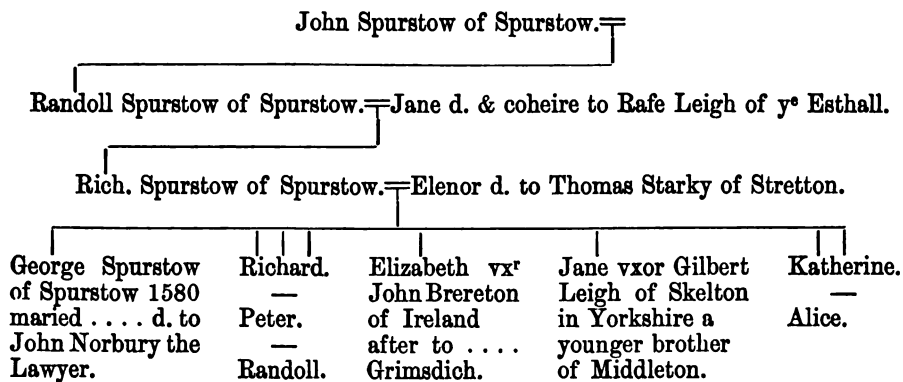 John Spurstow of Spurstow.
Randoll Spurstow of Spurstow. Jane d. & coheire to Rafe Leigh of yᵉ Esthall.
Rich. Spurstow of Spurstow. Elenor d. to Thomas Starky of Stretton.
George Spurstow
of Spurstow 1580
maried . . . . d. to
John Norbury the
Lawyer.
Richard.
—
Peter.
—
Randoll.
Elizabeth vxʳ
John Brereton
of Ireland
after to . . . .
Grimsdich.
Jane vxor Gilbert
Leigh of Skelton
in Yorkshire a
younger brother
of Middleton.
Katherine.
—
Alice.